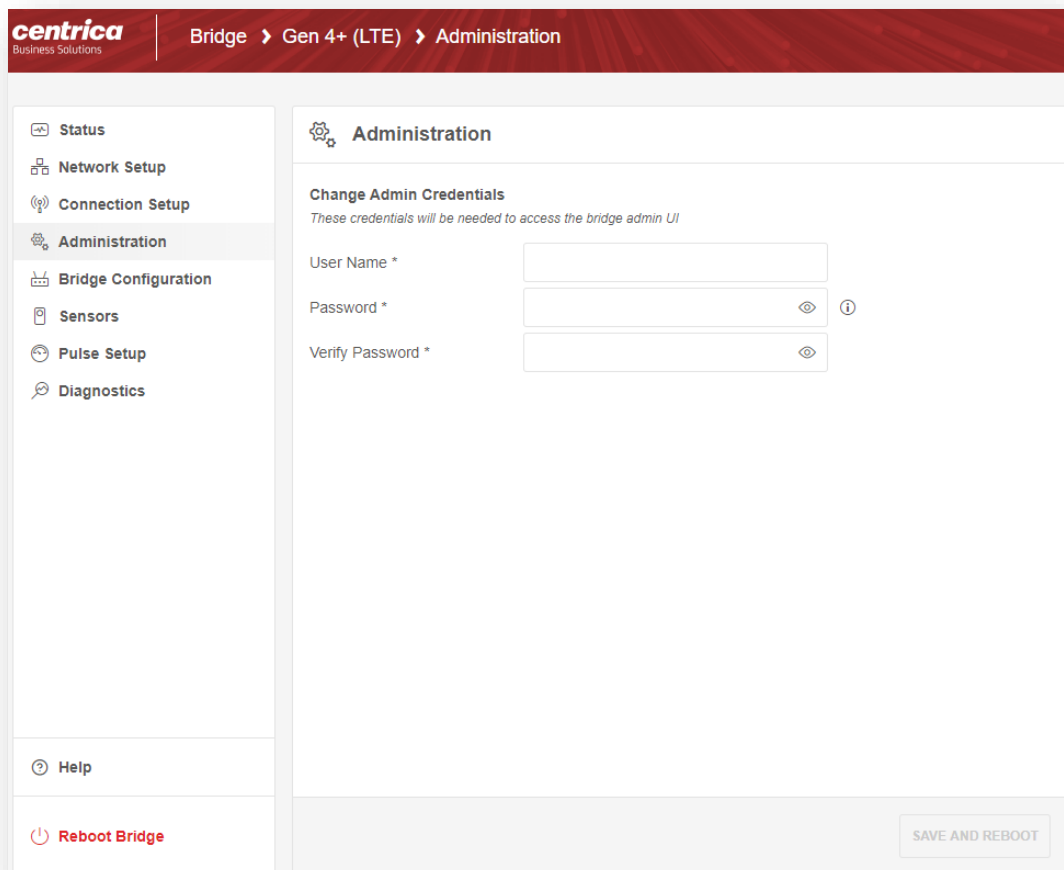 centrica
Business Solutions
Bridge > Gen 4+ (LTE) > Administration
Status
Network Setup
Connection Setup
Administration
Bridge Configuration
Sensors
Pulse Setup
Diagnostics
Help
Reboot Bridge
Administration
Change Admin Credentials
These credentials will be needed to access the bridge admin UI
User Name *
Password *
Verify Password *
SAVE AND REBOOT